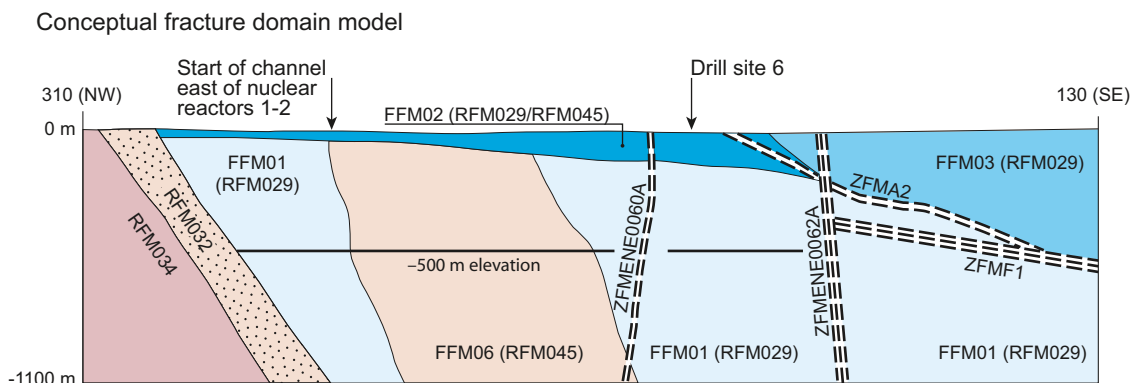 Conceptual fracture domain model
Start of channel
east of nuclear
reactors 1-2
Drill site 6
310 (NW)
130 (SE)
0 m
FFM02 (RFM029/RFM045)
FFM01
(RFM029)
FFM03 (RFM029)
ZFMA2
RFM032
RFM034
ZFMENE0060A
ZFMENE0062A
–500 m elevation
ZFMF1
FFM06 (RFM045)
FFM01 (RFM029)
FFM01 (RFM029)
-1100 m